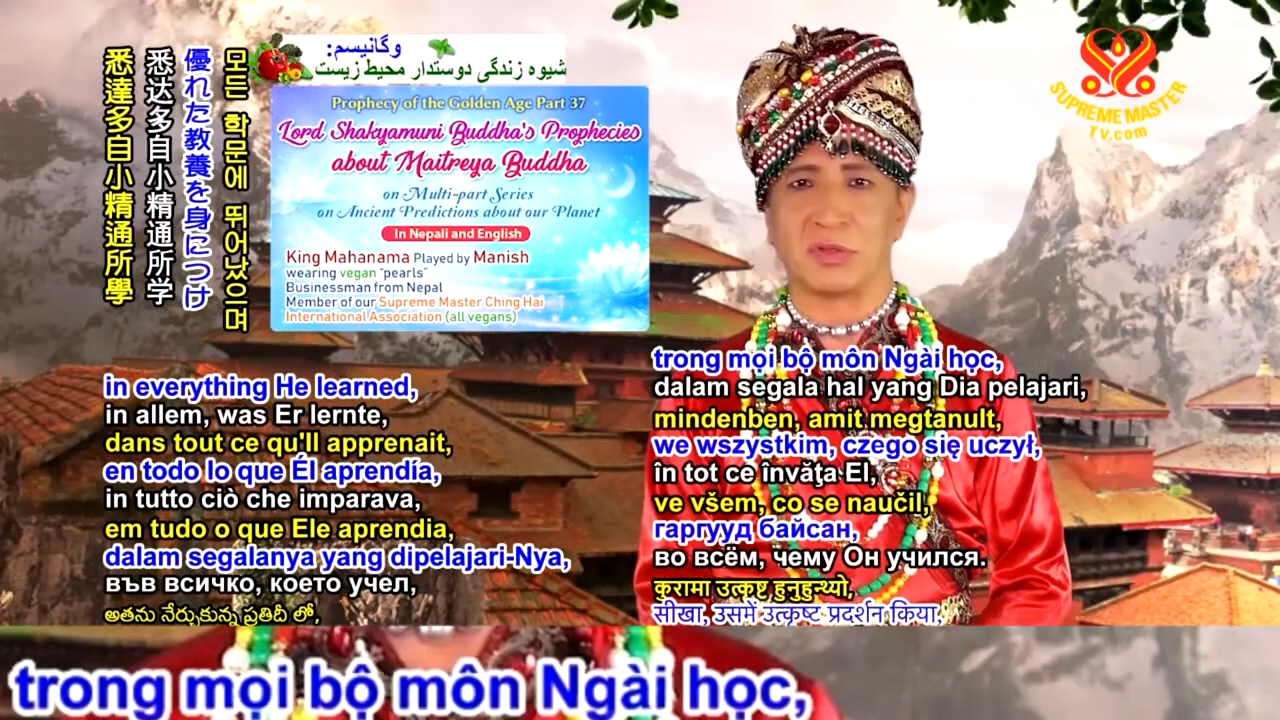 وگانیسم:
شیوه زندگی دوستدار محیط زیست
SUPREME MASTER
TV.com
Prophecy of the Golden Age Part 37
Lord Shakyamuni Buddha's Prophecies
about Maitreya Buddha
on Multi-part Series
on Ancient Predictions about our Planet
In Nepali and English
King Mahanama Played by Manish
wearing vegan "pearls"
Businessman from Nepal
Member of our Supreme Master Ching Hai
International Association (all vegans)
모든 학문에 뛰어났으며
優れた教養を身につけ
悉达多自小精通所学
悉達多自小精通所學
in everything He learned,
in allem, was Er lernte,
dans tout ce qu'Il apprenait,
en todo lo que Él aprendía,
in tutto ciò che imparava,
em tudo o que Ele aprendia,
dalam segalanya yang dipelajari-Nya,
във всичко, което учел,
అతను నేర్చుకున్న ప్రతిదీ లో,
trong mọi bộ môn Ngài học,
dalam segala hal yang Dia pelajari,
mindenben, amit megtanult,
we wszystkim, czego się uczył,
în tot ce învăţa El,
ve všem, co se naučil,
гаргууд байсан,
во всём, чему Он учился.
कुरामा उत्कृष्ट हुनुहुन्थ्यो,
सीखा, उसमें उत्कृष्ट प्रदर्शन किया,
trong mọi bộ môn Ngài học,